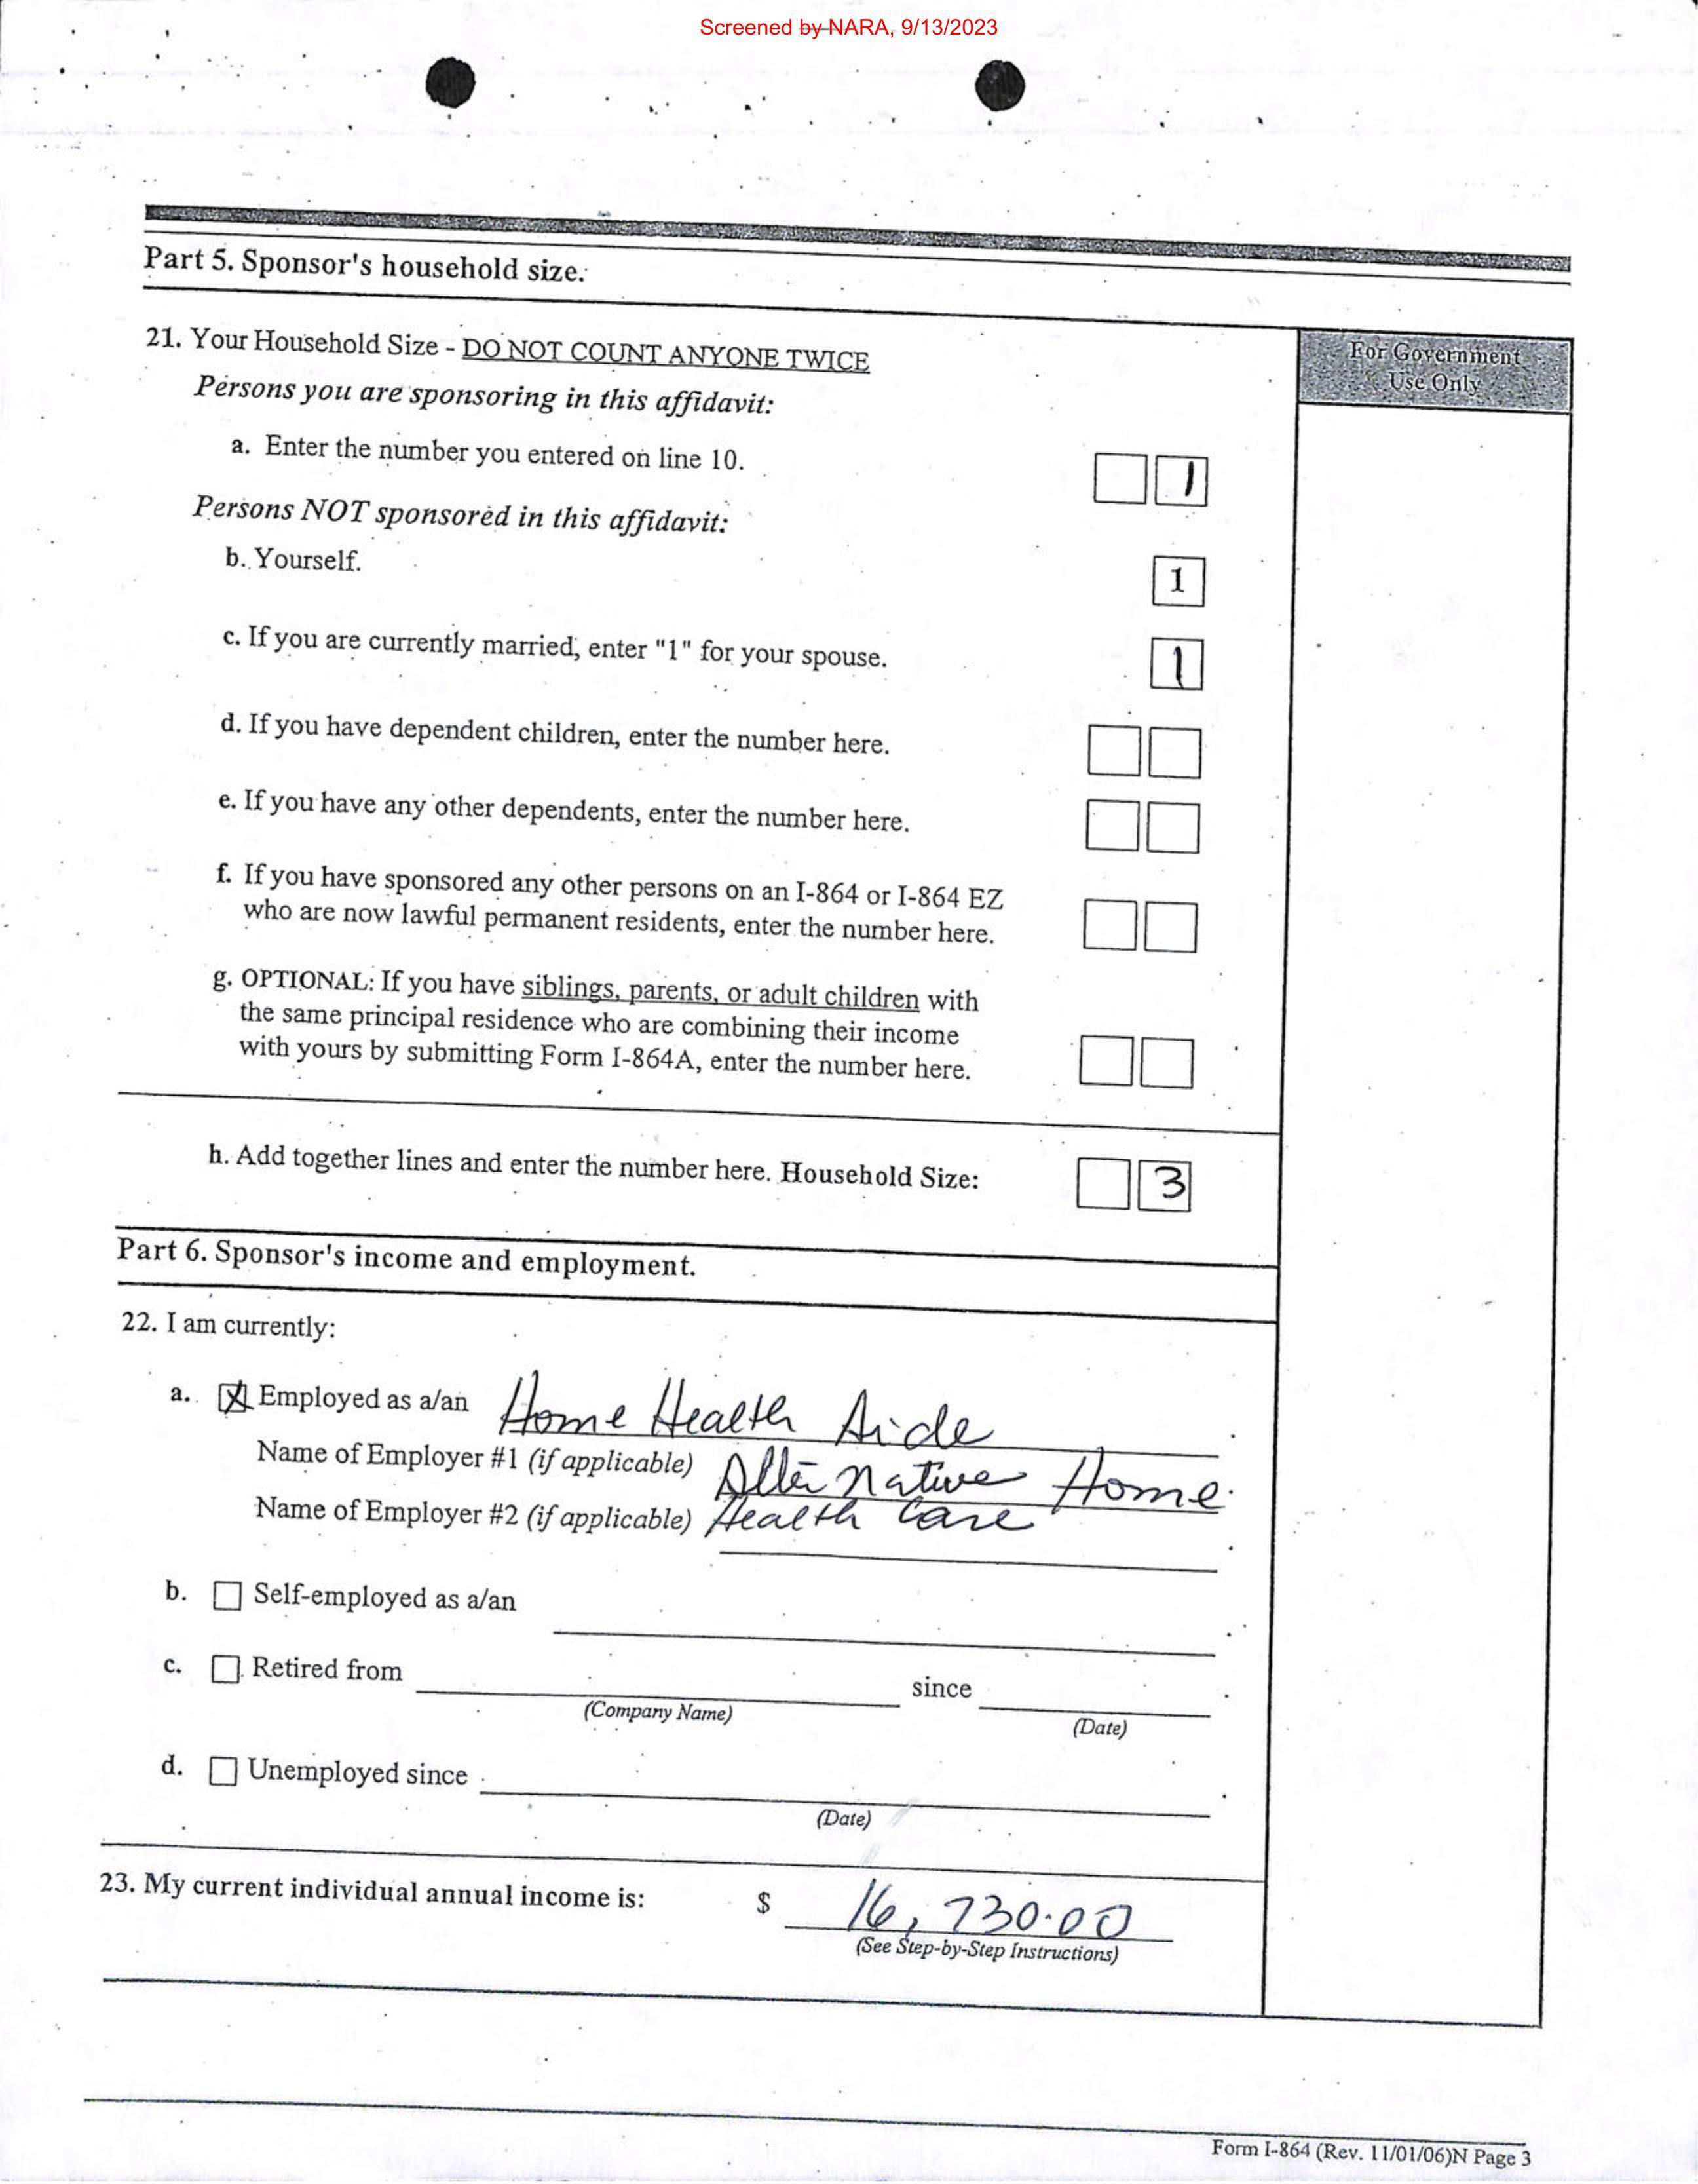 Screened by NARA, 9/13/2023
Part 5. Sponsor's household size.
For Government
Use Only
21. Your Household Size - DO NOT COUNT ANYONE TWICE
Persons you are sponsoring in this affidavit:
a. Enter the number you entered on line 10.
1
Persons NOT sponsored in this affidavit:
b. Yourself.
1
c. If you are currently married, enter "1" for your spouse.
1
d. If you have dependent children, enter the number here.
e. If you have any other dependents, enter the number here.
f. If you have sponsored any other persons on an I-864 or I-864 EZ
who are now lawful permanent residents, enter the number here.
g. OPTIONAL: If you have siblings, parents, or adult children with
the same principal residence who are combining their income
with yours by submitting Form I-864A, enter the number here.
h. Add together lines and enter the number here. Household Size:
3
Part 6. Sponsor's income and employment.
22. I am currently:
a. X Employed as a/an Home Health Aide
Name of Employer #1 (if applicable) Alternative Home
Name of Employer #2 (if applicable) Health Care
b. Self-employed as a/an
c. Retired from since
(Company Name) (Date)
d. Unemployed since
(Date)
23. My current individual annual income is: $ 16,730.00
(See Step-by-Step Instructions)
Form I-864 (Rev. 11/01/06)N Page 3